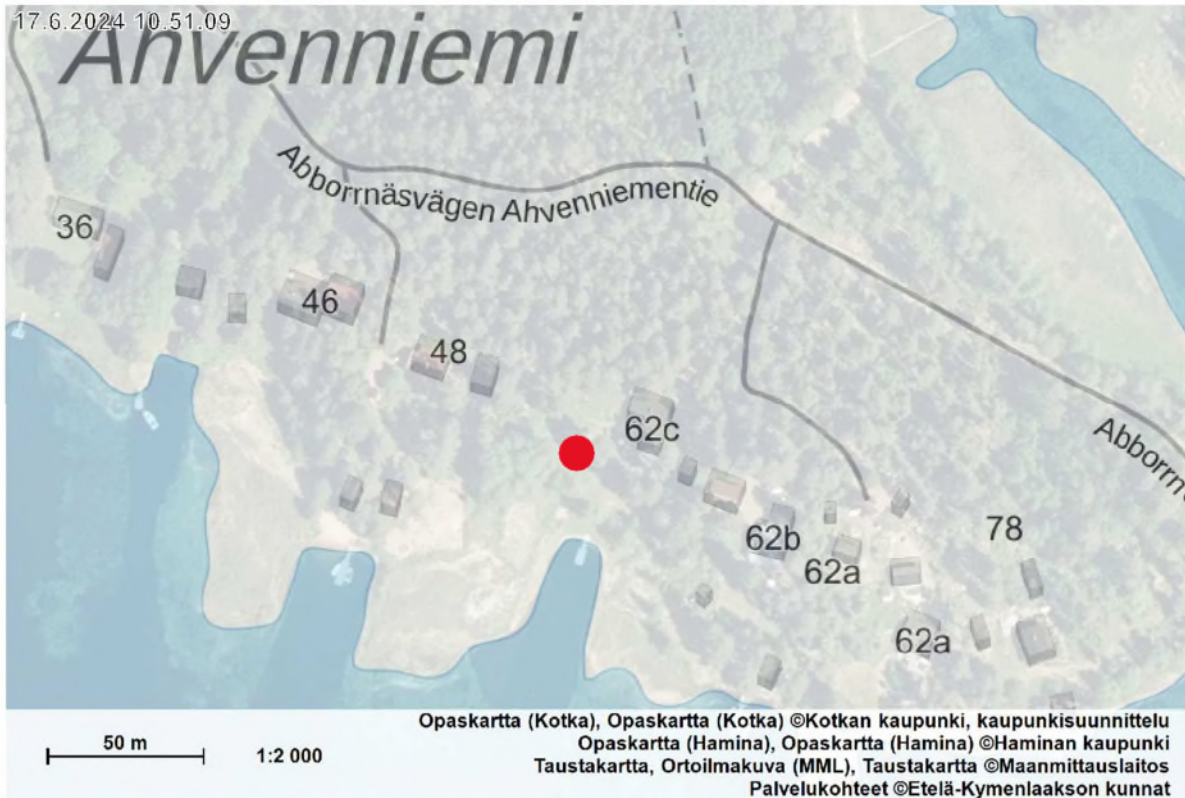 17.6.2024 10.51.09
Ahvenniemi
Abborrnäsvägen Ahvenniementie
36
46
48
62c
Abborrn
62b
78
62a
62a
Opaskartta (Kotka), Opaskartta (Kotka) ©Kotkan kaupunki, kaupunkisuunnittelu
50 m
1:2 000
Opaskartta (Hamina), Opaskartta (Hamina) ©Haminan kaupunki
Taustakartta, Ortoilmakuva (MML), Taustakartta ©Maanmittauslaitos
Palvelukohteet ©Etelä-Kymenlaakson kunnat